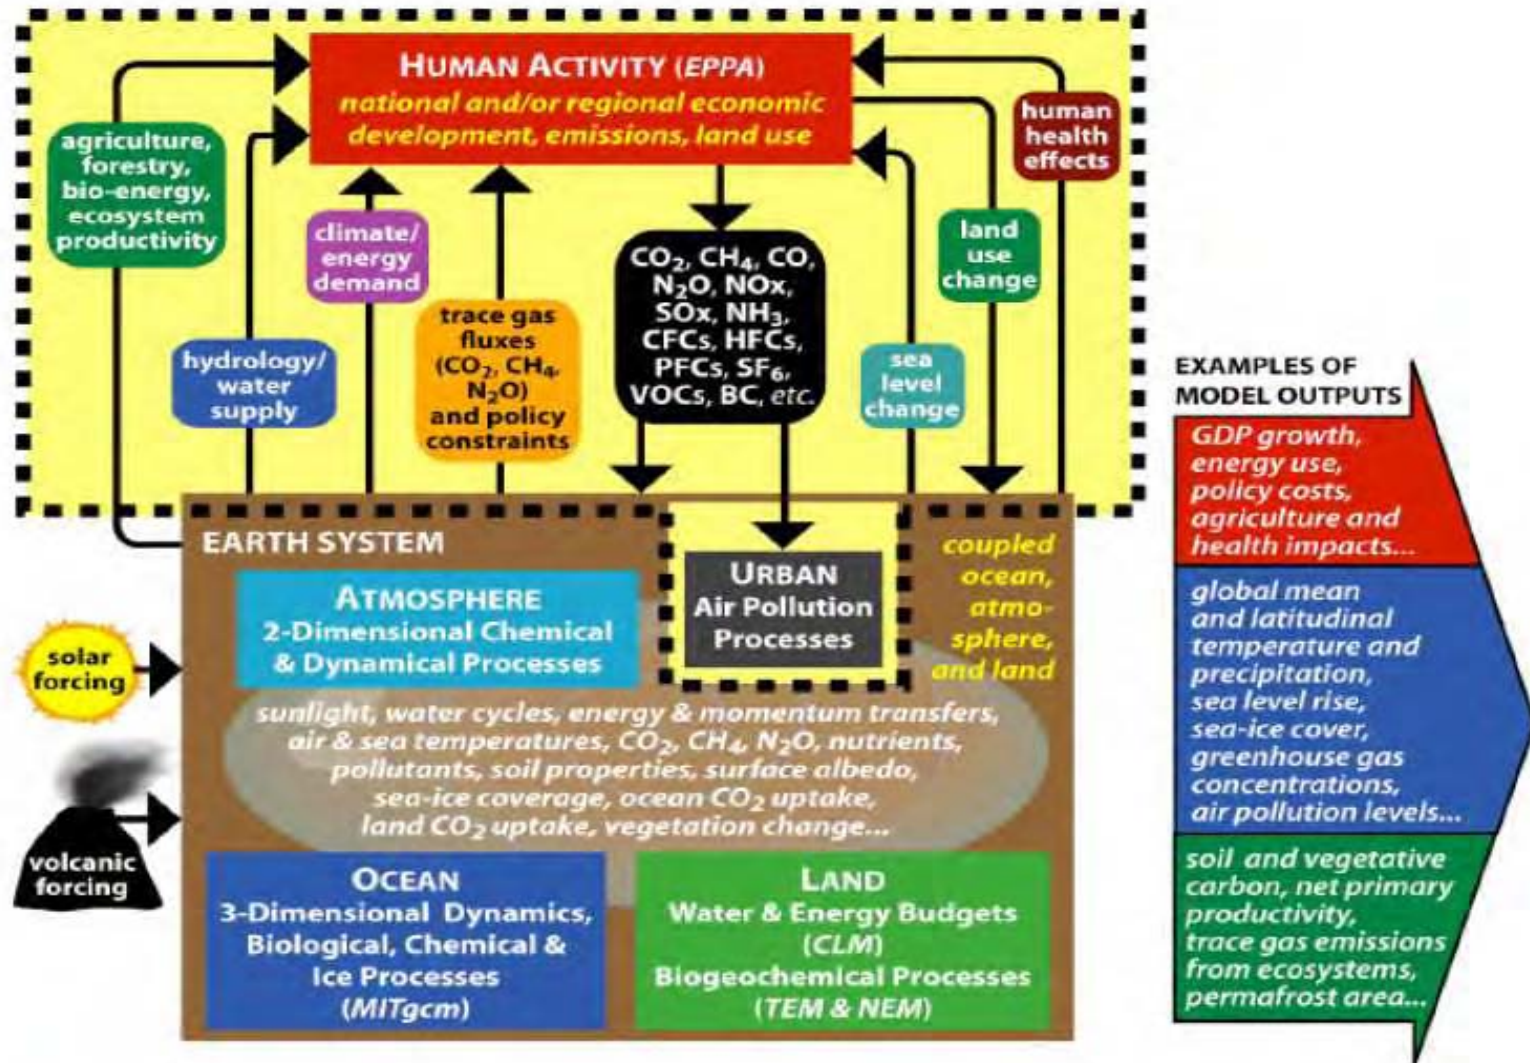 HUMAN ACTIVITY (EPPA)
national and/or regional economic
development, emissions, land use
agriculture,
forestry,
bio-energy,
ecosystem
productivity
hydrology/
water
supply
climate/
energy
demand
trace gas
fluxes
(CO₂, CH₄,
N₂O)
and policy
constraints
CO₂, CH₄, CO,
N₂O, NOx,
SOx, NH₃,
CFCs, HFCs,
PFCs, SF₆,
VOCs, BC, etc.
sea
level
change
land
use
change
human
health
effects
EARTH SYSTEM
coupled
ocean,
atmo-
sphere,
and land
ATMOSPHERE
2-Dimensional Chemical
& Dynamical Processes
URBAN
Air Pollution
Processes
solar
forcing
volcanic
forcing
sunlight, water cycles, energy & momentum transfers,
air & sea temperatures, CO₂, CH₄, N₂O, nutrients,
pollutants, soil properties, surface albedo,
sea-ice coverage, ocean CO₂ uptake,
land CO₂ uptake, vegetation change...
OCEAN
3-Dimensional Dynamics,
Biological, Chemical &
Ice Processes
(MITgcm)
LAND
Water & Energy Budgets
(CLM)
Biogeochemical Processes
(TEM & NEM)
EXAMPLES OF
MODEL OUTPUTS
GDP growth,
energy use,
policy costs,
agriculture and
health impacts...
global mean
and latitudinal
temperature and
precipitation,
sea level rise,
sea-ice cover,
greenhouse gas
concentrations,
air pollution levels...
soil and vegetative
carbon, net primary
productivity,
trace gas emissions
from ecosystems,
permafrost area...